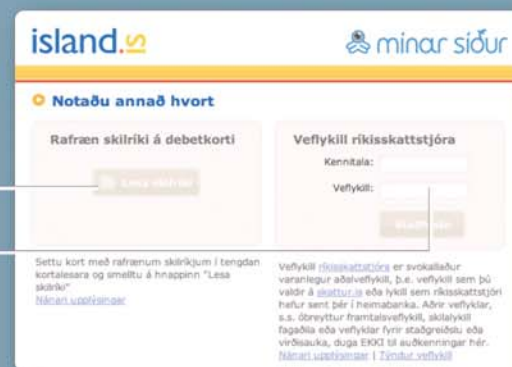 island.is
mínar síður
Notaðu annað hvort
Rafræn skilríki á debetkorti
Lesa skilríki
Settu kort með rafrænum skilríkjum í tengdan
kortalesara og smelltu á hnappinn "Lesa
skilríki"
Nánari upplýsingar
Veflykill ríkisskattstjóra
Kennitala:
Veflykill:
Veflykill ríkisskattstjóra er svokallaður
varanlegur aðalveflykill, þ.e. veflykill sem þú
valdir á skattur.is eða lykill sem ríkisskattstjóri
hefur sent þér í heimabanka. Aðrir veflyklar,
s.s. óbreyttur framtalsveflykill, skilalykill
fagaðila eða veflyklar fyrir staðgreiðslu eða
virðisauka, duga EKKI til auðkenningar hér.
Nánari upplýsingar | Týndur veflykill